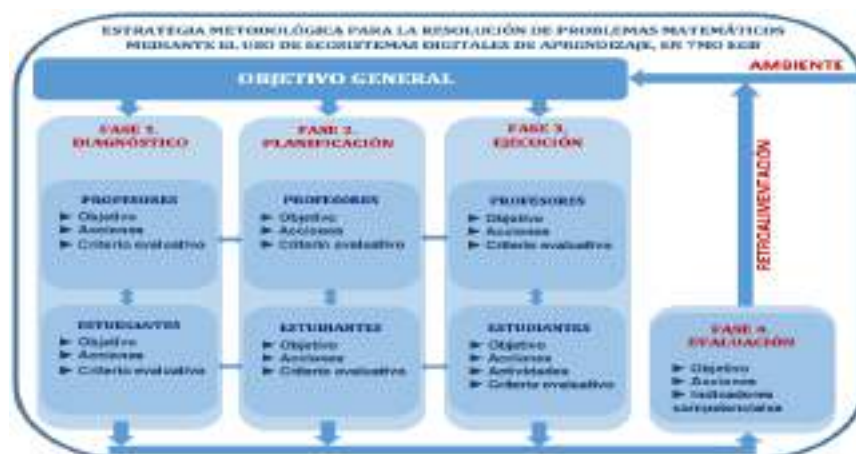 ESTRATEGIA METODOLÓGICA PARA LA RESOLUCIÓN DE PROBLEMAS MATEMÁTICOS
MEDIANTE EL USO DE ECOSISTEMAS DIGITALES DE APRENDIZAJE, EN 7MO EGB
OBJETIVO GENERAL
AMBIENTE
FASE 1.
DIAGNÓSTICO
PROFESORES
► Objetivo
► Acciones
► Criterio evaluativo
ESTUDIANTES
► Objetivo
► Acciones
► Criterio evaluativo
FASE 2.
PLANIFICACIÓN
PROFESORES
► Objetivo
► Acciones
► Criterio evaluativo
ESTUDIANTES
► Objetivo
► Acciones
► Criterio evaluativo
FASE 3.
EJECUCIÓN
PROFESORES
► Objetivo
► Acciones
► Criterio evaluativo
ESTUDIANTES
► Objetivo
► Acciones
► Actividades
► Criterio evaluativo
RETROALIMENTACIÓN
FASE 4.
EVALUACIÓN
► Objetivo
► Acciones
► Indicadores
competenciales